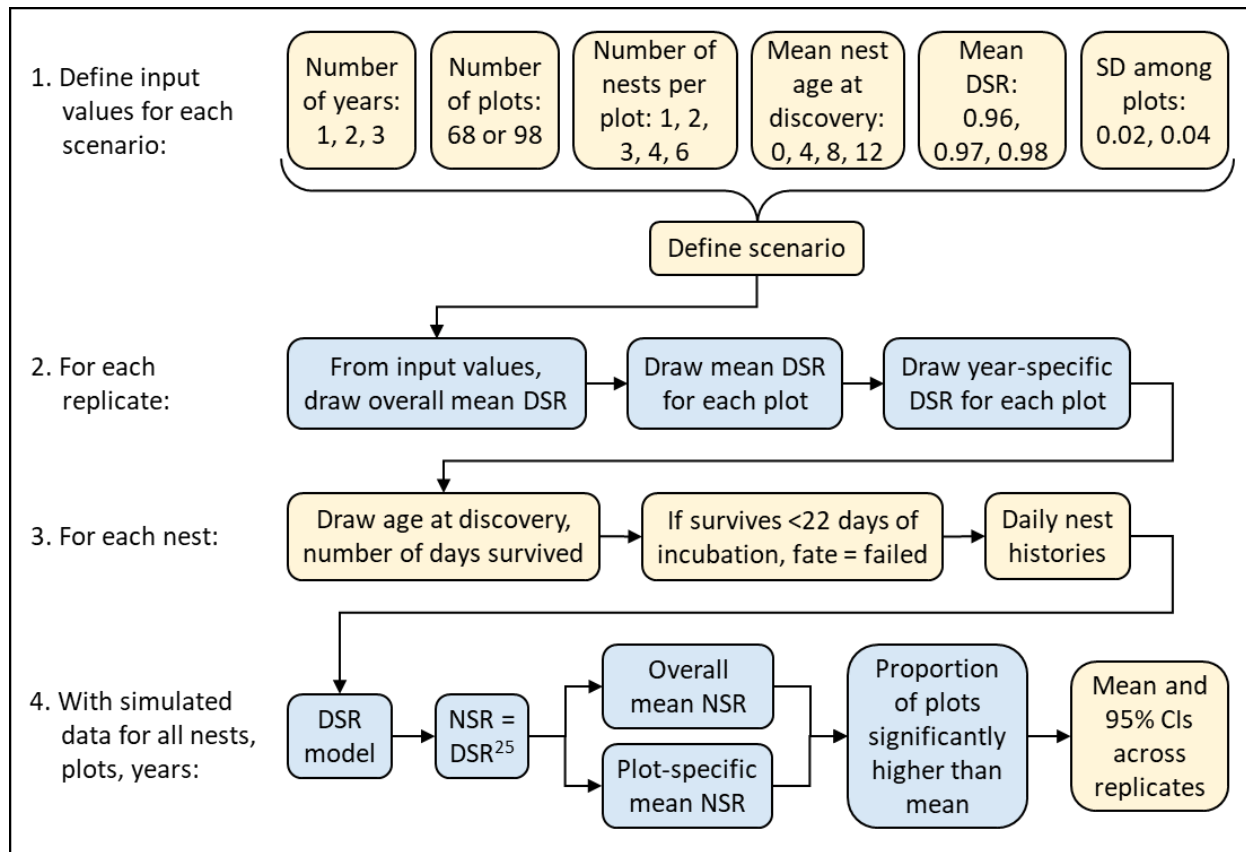 1. Define input
values for each
scenario:
Number
of years:
1, 2, 3
Number
of plots:
68 or 98
Number of
nests per
plot: 1, 2,
3, 4, 6
Mean nest
age at
discovery:
0, 4, 8, 12
Mean
DSR:
0.96,
0.97, 0.98
SD among
plots:
0.02, 0.04
Define scenario
2. For each
replicate:
From input values,
draw overall mean DSR
Draw mean DSR
for each plot
Draw year-specific
DSR for each plot
3. For each nest:
Draw age at discovery,
number of days survived
If survives <22 days of
incubation, fate = failed
Daily nest
histories
4. With simulated
data for all nests,
plots, years:
DSR
model
NSR =
DSR²⁵
Overall
mean NSR
Plot-specific
mean NSR
Proportion
of plots
significantly
higher than
mean
Mean and
95% CIs
across
replicates